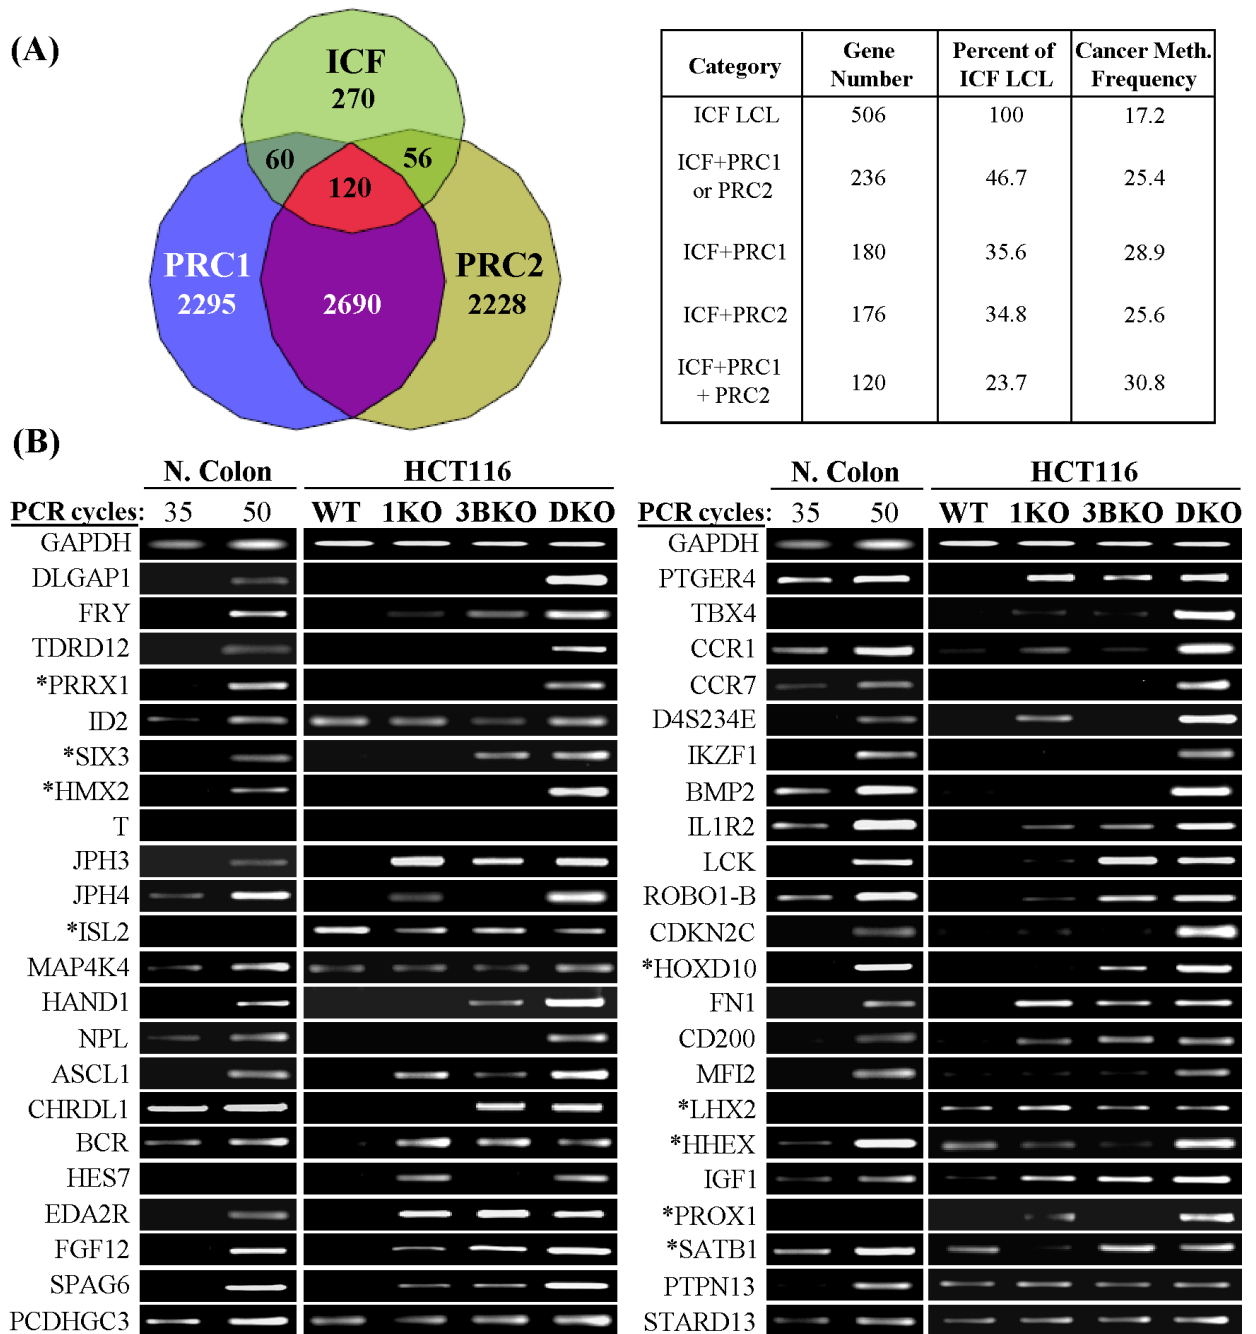 (A)
ICF
270
60
56
120
PRC1
2295
PRC2
2228
2690
Category Gene Number Percent of ICF LCL Cancer Meth. Frequency
ICF LCL 506 100 17.2
ICF+PRC1 or PRC2 236 46.7 25.4
ICF+PRC1 180 35.6 28.9
ICF+PRC2 176 34.8 25.6
ICF+PRC1 + PRC2 120 23.7 30.8
(B)
N. Colon HCT116
PCR cycles: 35 50 WT 1KO 3BKO DKO
GAPDH
DLGAP1
FRY
TDRD12
*PRRX1
ID2
*SIX3
*HMX2
T
JPH3
JPH4
*ISL2
MAP4K4
HAND1
NPL
ASCL1
CHRDL1
BCR
HES7
EDA2R
FGF12
SPAG6
PCDHGC3
N. Colon HCT116
PCR cycles: 35 50 WT 1KO 3BKO DKO
GAPDH
PTGER4
TBX4
CCR1
CCR7
D4S234E
IKZF1
BMP2
IL1R2
LCK
ROBO1-B
CDKN2C
*HOXD10
FN1
CD200
MFI2
*LHX2
*HHEX
IGF1
*PROX1
*SATB1
PTPN13
STARD13